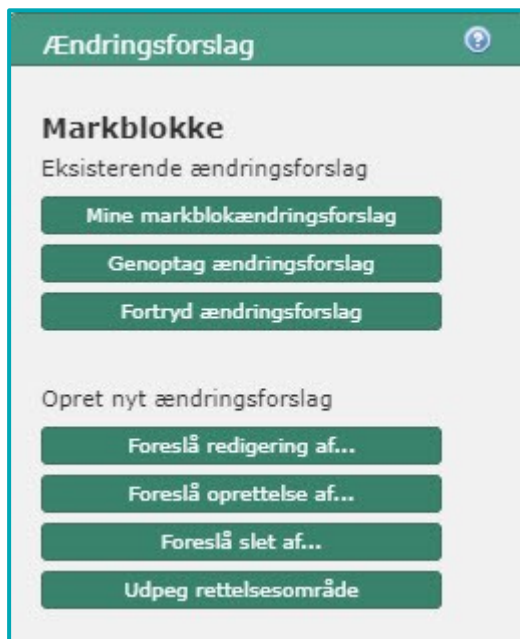 Ændringsforslag
Markblokke
Eksisterende ændringsforslag
Mine markblokændringsforslag
Genoptag ændringsforslag
Fortryd ændringsforslag
Opret nyt ændringsforslag
Foreslå redigering af...
Foreslå oprettelse af...
Foreslå slet af...
Udpeg rettelsesområde